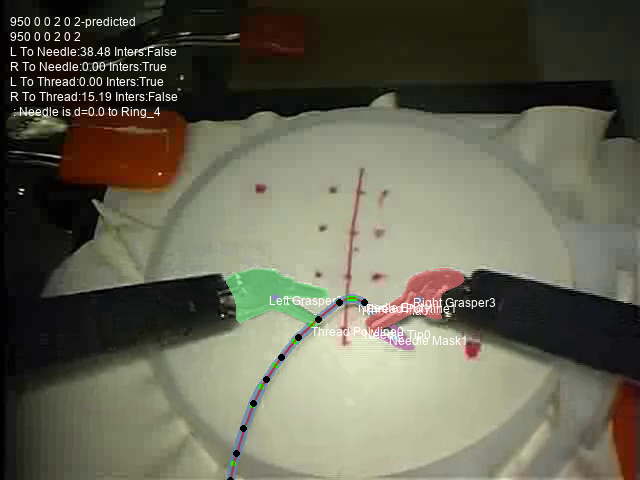 950 0 0 2 0 2-predicted
950 0 0 2 0 2
L To Needle:38.48 Inters:False
R To Needle:0.00 Inters:True
L To Thread:0.00 Inters:True
R To Thread:15.19 Inters:False
: Needle is d=0.0 to Ring_4
Left Grasper
Right Grasper3
Thread Polyline0
Needle Tip0
Needle Mask1